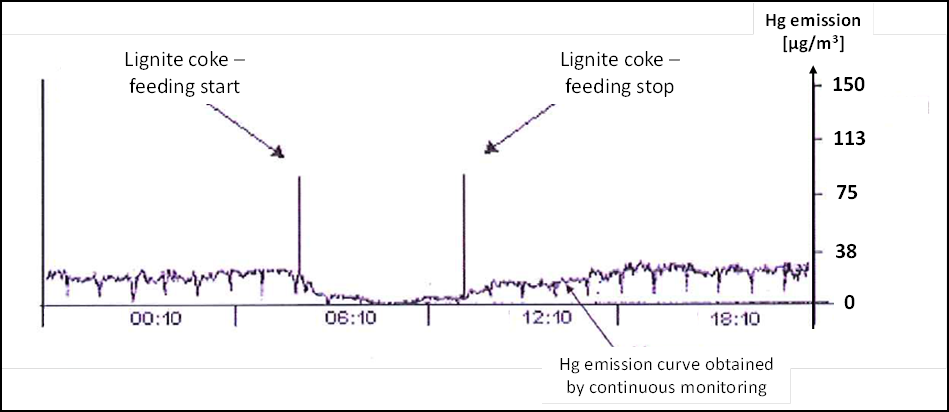 Hg emission
[µg/m³]
Lignite coke –
feeding start
Lignite coke –
feeding stop
150
113
75
38
0
00:10
06:10
12:10
18:10
Hg emission curve obtained
by continuous monitoring